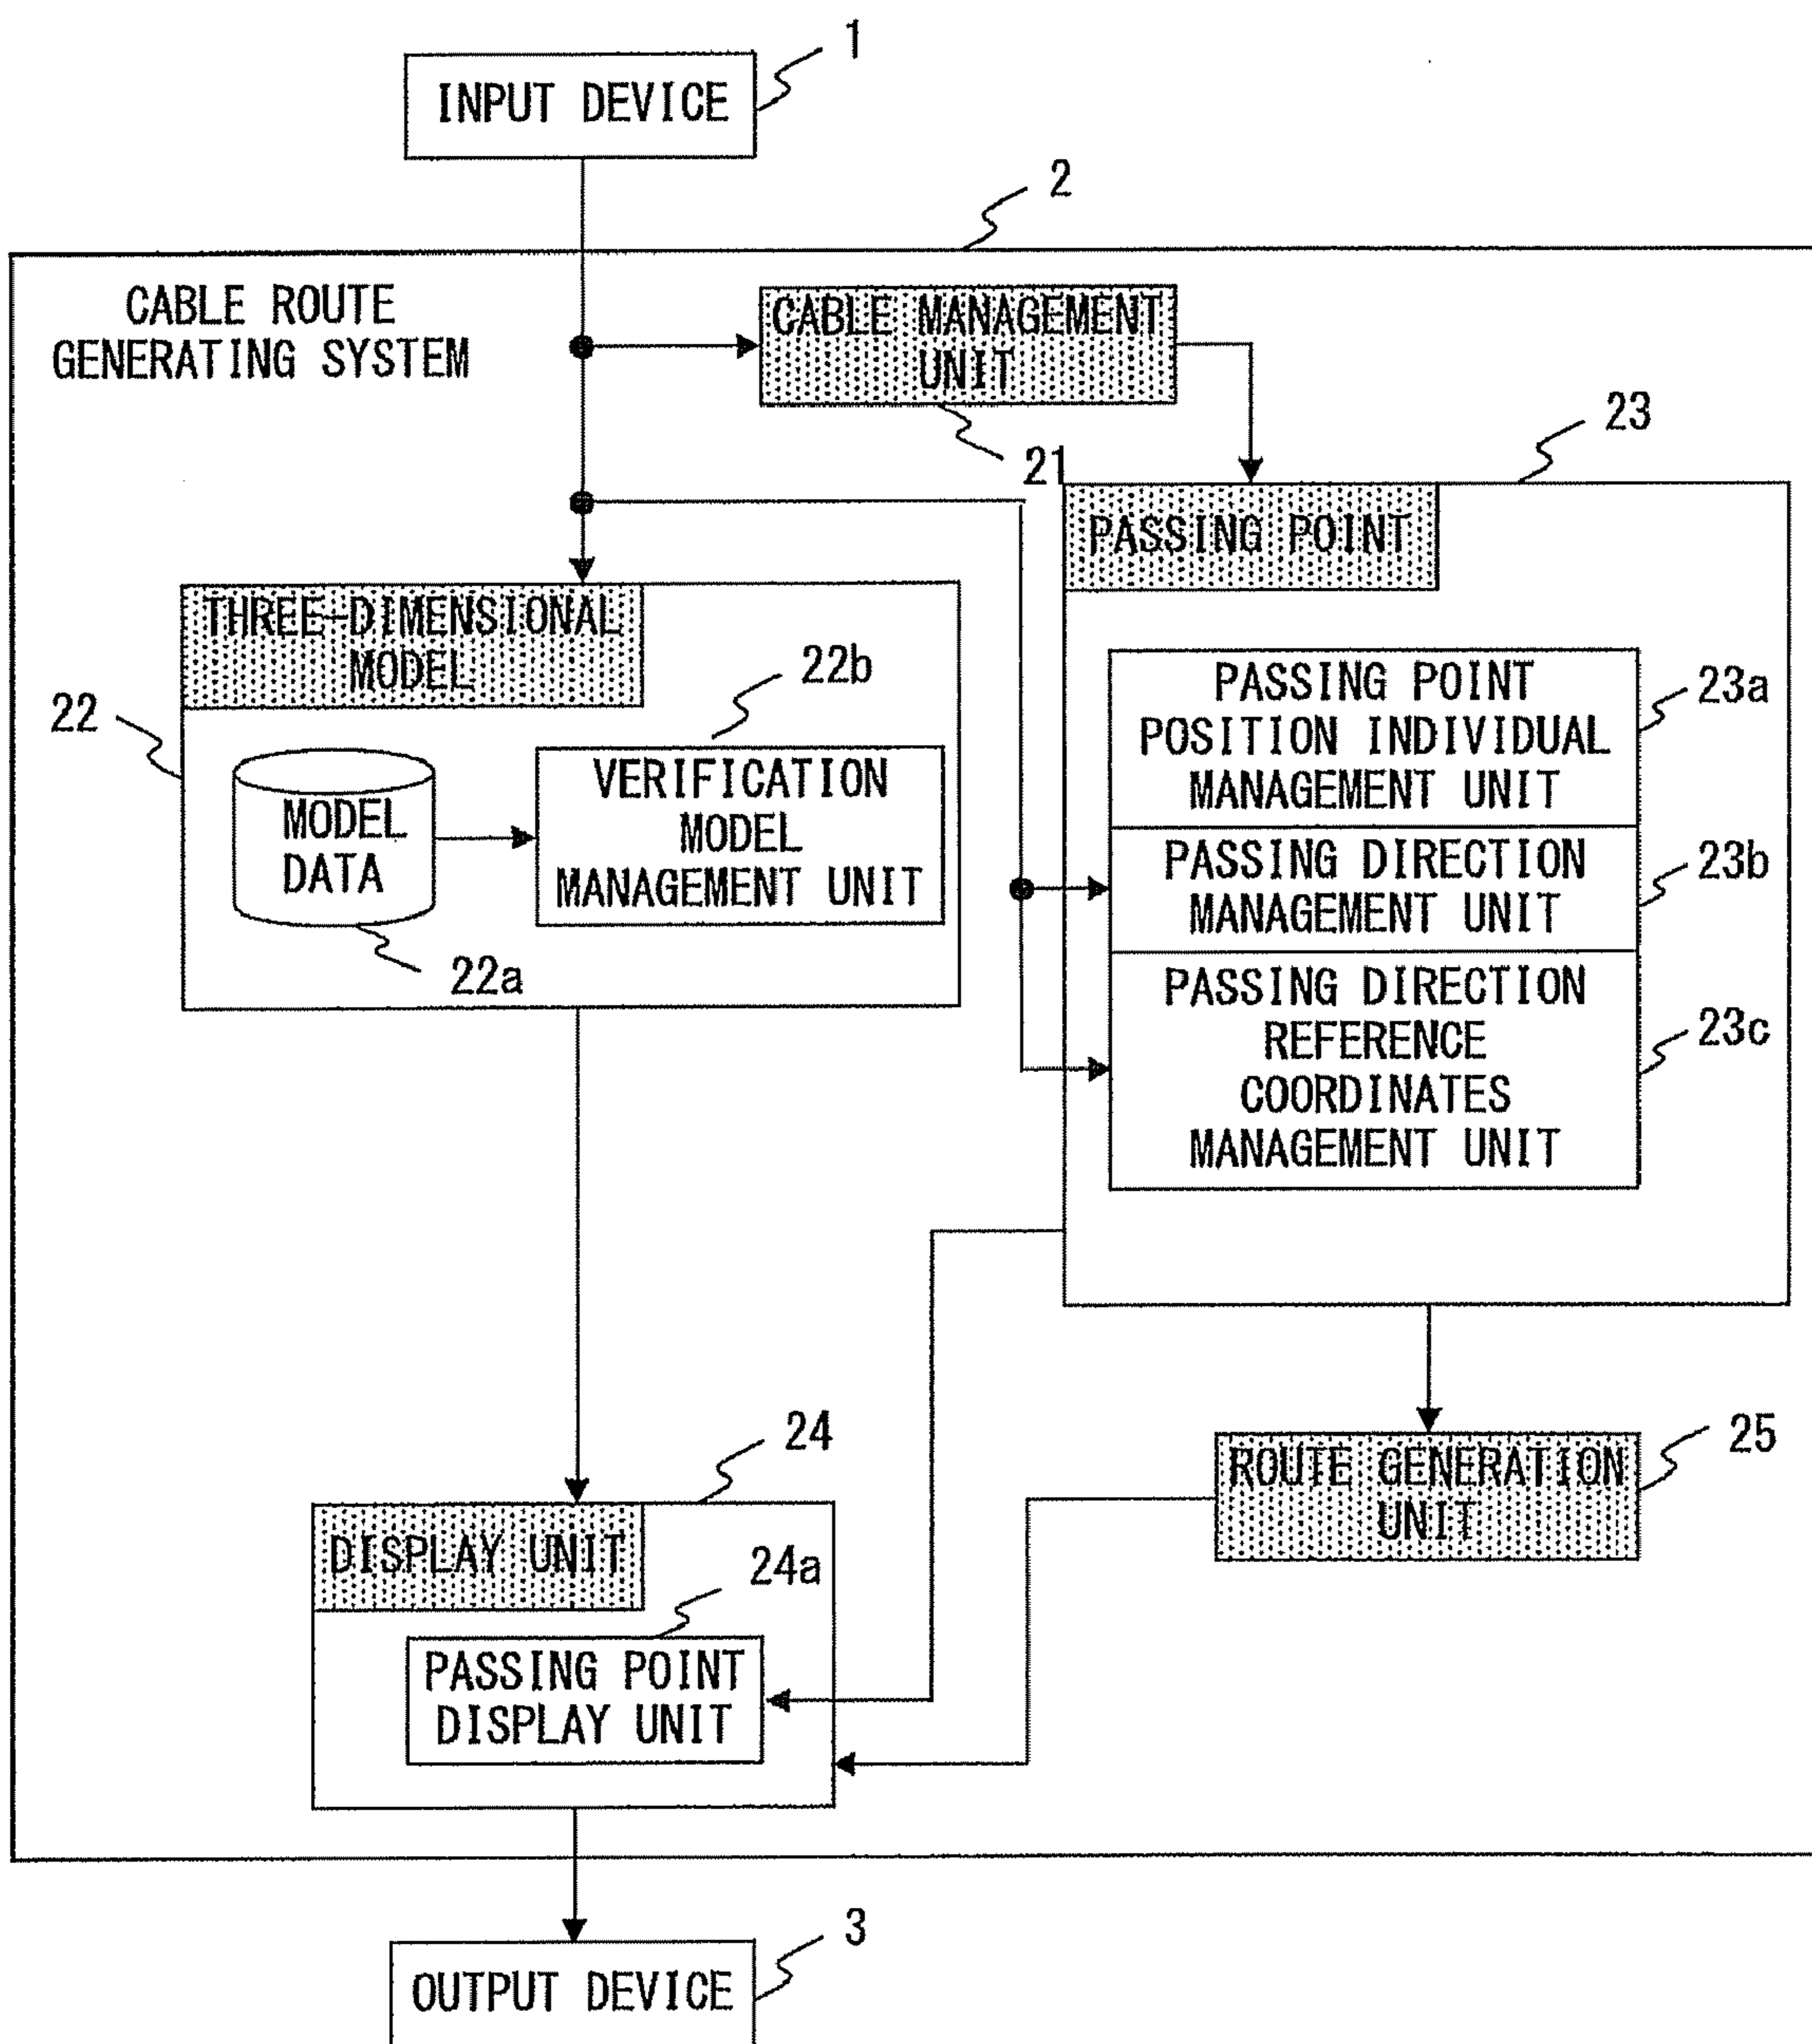 1
INPUT DEVICE
2
CABLE ROUTE
GENERATING SYSTEM
CABLE MANAGEMENT
UNIT
21
23
PASSING POINT
THREE-DIMENSIONAL
MODEL
22b
22
MODEL
DATA
VERIFICATION
MODEL
MANAGEMENT UNIT
22a
PASSING POINT
POSITION INDIVIDUAL
MANAGEMENT UNIT
23a
PASSING DIRECTION
MANAGEMENT UNIT
23b
PASSING DIRECTION
REFERENCE
COORDINATES
MANAGEMENT UNIT
23c
24
DISPLAY UNIT
24a
PASSING POINT
DISPLAY UNIT
ROUTE GENERATION
UNIT
25
3
OUTPUT DEVICE